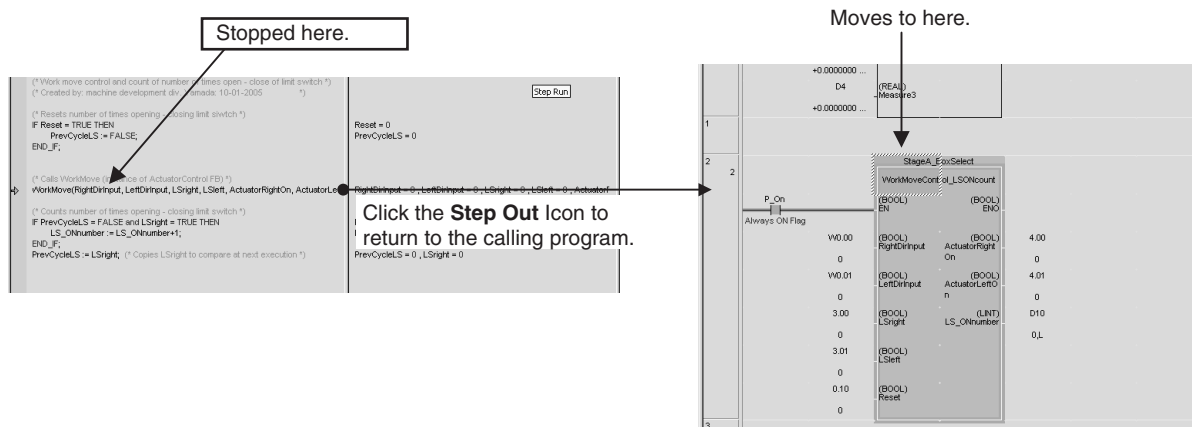 Stopped here.
Moves to here.
(* Work move control and count of number of times open - close of limit switch *)
(* Created by: machine development div. Yamada: 10-01-2005 *)
Step Run
(* Resets number of times opening - closing limit siwtch *)
IF Reset = TRUE THEN
PrevCycleLS := FALSE;
END_IF;
Reset = 0
PrevCycleLS = 0
(* Calls WorkMove (instance of ActuatorControl FB) *)
WorkMove(RightDirInput, LeftDirInput, LSright, LSleft, ActuatorRightOn, ActuatorLe
RightDirInput = 0 , LeftDirInput = 0 , LSright = 0 , LSleft = 0 , Actuator
(* Counts number of times opening - closing limit switch *)
IF PrevCycleLS = FALSE and LSright = TRUE THEN
LS_ONnumber := LS_ONnumber+1;
END_IF;
PrevCycleLS := LSright; (* Copies LSright to compare at next execution *)
Click the Step Out Icon to
return to the calling program.
PrevCycleLS = 0 , LSright = 0
+0.0000000 ...
D4
(REAL)
Measure3
+0.0000000 ...
1
2
2
StageA_BoxSelect
WorkMoveControl_LSONcount
P_On
(BOOL)
EN
(BOOL)
ENO
Always ON Flag
W0.00
(BOOL)
RightDirInput
(BOOL)
ActuatorRight
On
4.00
0
0
W0.01
(BOOL)
LeftDirInput
(BOOL)
ActuatorLeftO
n
4.01
0
0
3.00
(BOOL)
LSright
(LINT)
LS_ONnumber
D10
0
0,L
3.01
(BOOL)
LSleft
0
0.10
(BOOL)
Reset
0
3